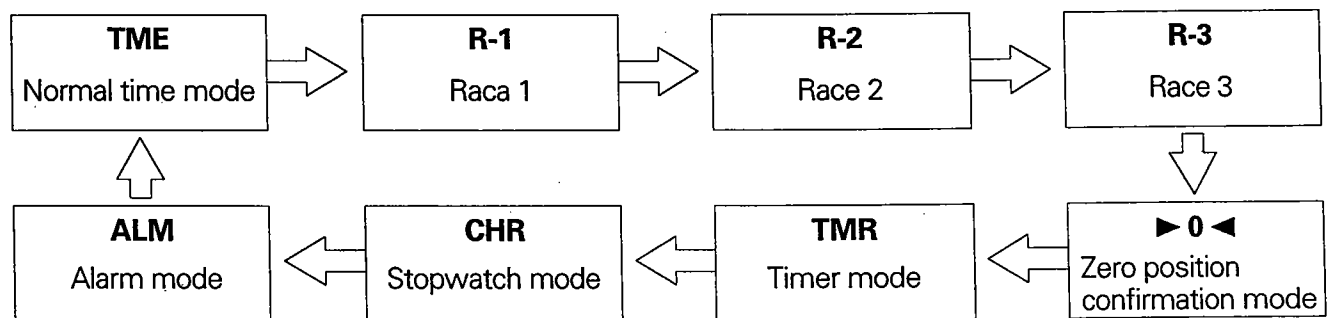 TME
Normal time mode
R-1
Raca 1
R-2
Race 2
R-3
Race 3
ALM
Alarm mode
CHR
Stopwatch mode
TMR
Timer mode
►0◄
Zero position
confirmation mode